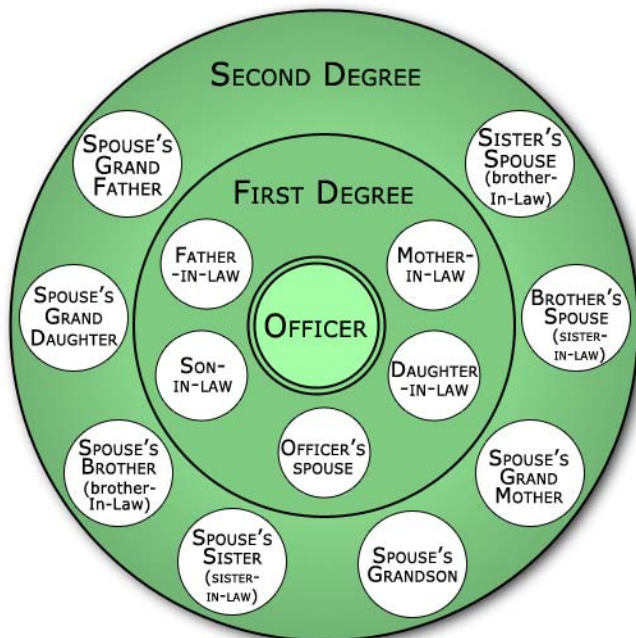 SECOND DEGREE
SPOUSE'S
GRAND
FATHER
SISTER'S
SPOUSE
(brother-
In-Law)
FIRST DEGREE
FATHER
-IN-LAW
MOTHER-
IN-LAW
SPOUSE'S
GRAND
DAUGHTER
OFFICER
BROTHER'S
SPOUSE
(SISTER-
IN-LAW)
SON-
IN-LAW
DAUGHTER
-IN-LAW
SPOUSE'S
BROTHER
(brother-
In-Law)
OFFICER'S
SPOUSE
SPOUSE'S
GRAND
MOTHER
SPOUSE'S
SISTER
(SISTER-
IN-LAW)
SPOUSE'S
GRANDSON